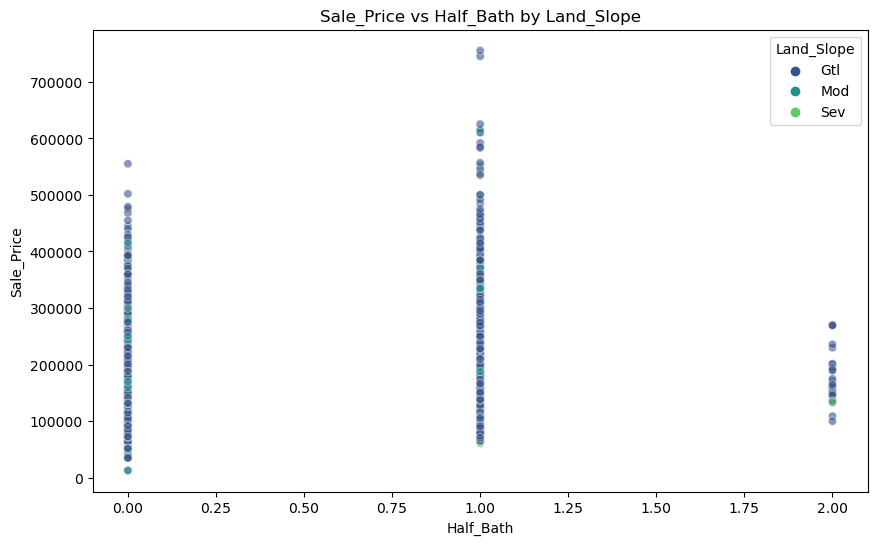 Sale_Price vs Half_Bath by Land_Slope
Land_Slope
Gtl
Mod
Sev
700000
600000
500000
400000
300000
200000
100000
0
Sale_Price
0.00 0.25 0.50 0.75 1.00 1.25 1.50 1.75 2.00
Half_Bath